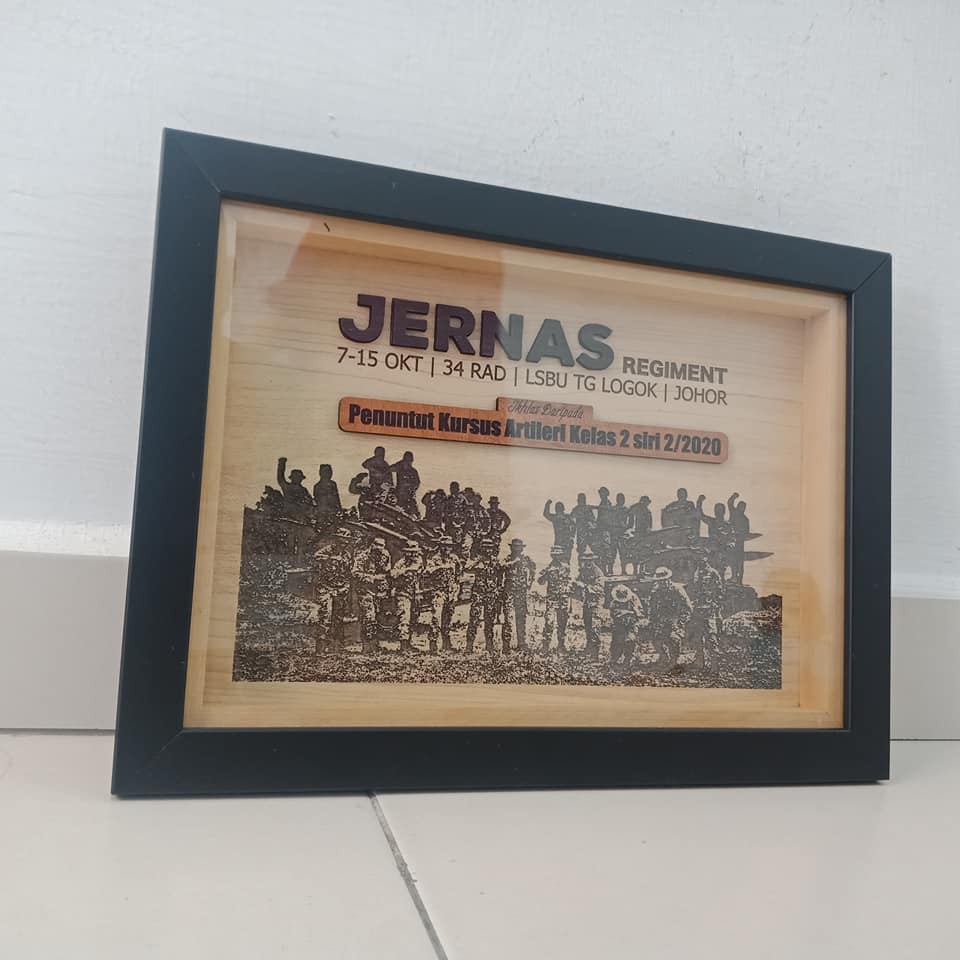 JERNAS REGIMENT
7-15 OKT | 34 RAD | LSBU TG LOGOK | JOHOR
Ikhlas Daripada
Penuntut Kursus Artileri Kelas 2 siri 2/2020